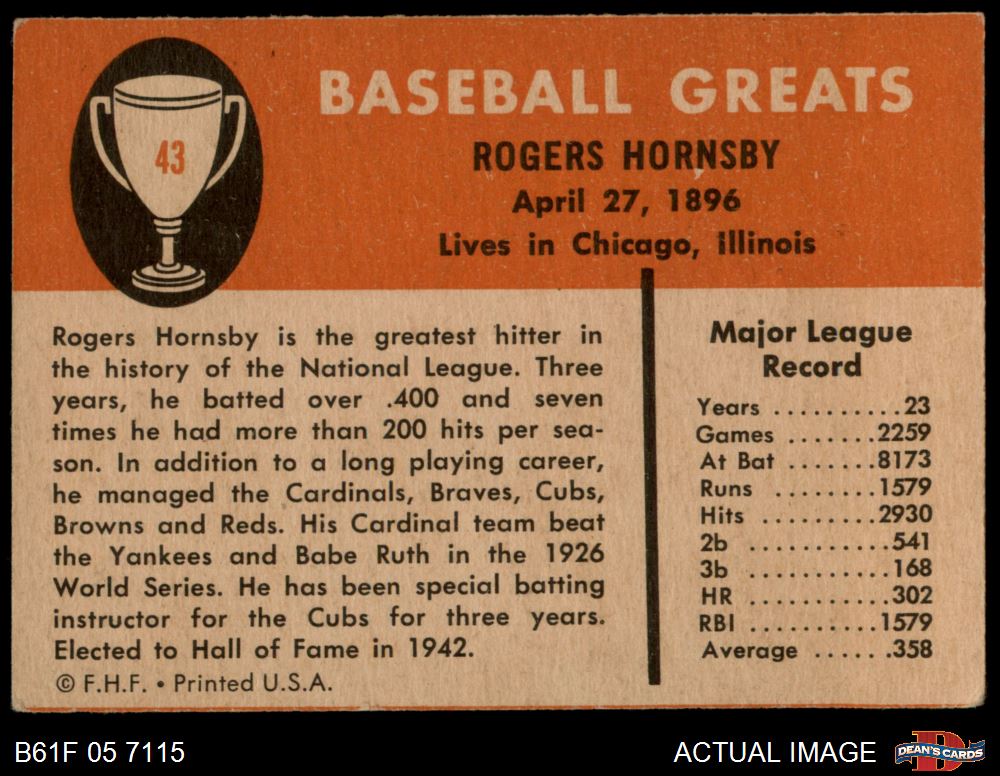 43
BASEBALL GREATS
ROGERS HORNSBY
April 27, 1896
Lives in Chicago, Illinois
Rogers Hornsby is the greatest hitter in
the history of the National League. Three
years, he batted over .400 and seven
times he had more than 200 hits per sea-
son. In addition to a long playing career,
he managed the Cardinals, Braves, Cubs,
Browns and Reds. His Cardinal team beat
the Yankees and Babe Ruth in the 1926
World Series. He has been special batting
instructor for the Cubs for three years.
Elected to Hall of Fame in 1942.
© F.H.F. • Printed U.S.A.
Major League
Record
Years ..........23
Games .......2259
At Bat .......8173
Runs ........1579
Hits .........2930
2b ...........541
3b ...........168
HR ...........302
RBI ..........1579
Average ......358
B61F 05 7115
ACTUAL IMAGE
D
DEAN'S CARDS